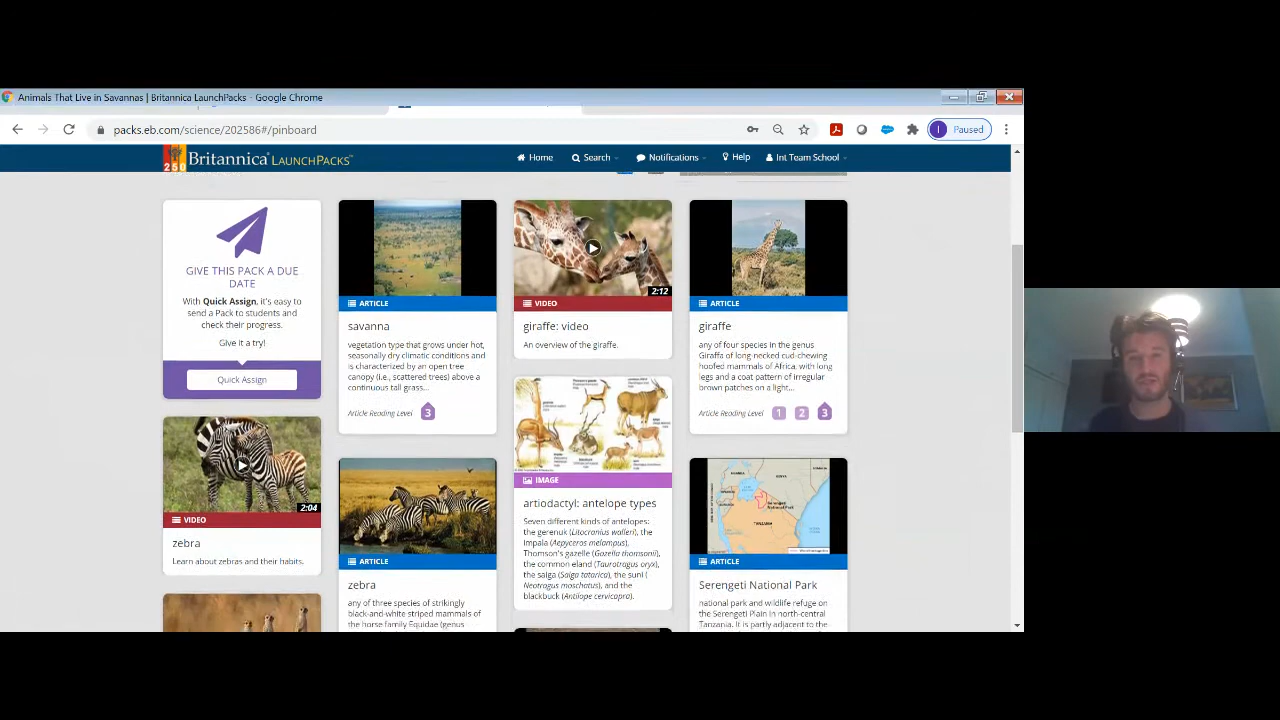 Animals That Live in Savannas | Britannica LaunchPacks - Google Chrome
packs.eb.com/science/202586#/pinboard
Paused
250
Britannica® LAUNCHPACKS™
Home
Search
Notifications
Help
Int Team School
GIVE THIS PACK A DUE
DATE
With Quick Assign, it's easy to
send a Pack to students and
check their progress.
Give it a try!
Quick Assign
ARTICLE
savanna
vegetation type that grows under hot,
seasonally dry climatic conditions and
is characterized by an open tree
canopy (i.e., scattered trees) above a
continuous tall grass...
Article Reading Level 3
2:12
VIDEO
giraffe: video
An overview of the giraffe.
ARTICLE
giraffe
any of four species in the genus
Giraffa of long-necked cud-chewing
hoofed mammals of Africa, with long
legs and a coat pattern of irregular
brown patches on a light...
Article Reading Level 1 2 3
2:04
VIDEO
zebra
Learn about zebras and their habits.
ARTICLE
zebra
any of three species of strikingly
black-and-white striped mammals of
the horse family Equidae (genus
IMAGE
artiodactyl: antelope types
Seven different kinds of antelopes:
the gerenuk (Litocranius walleri), the
impala (Aepyceros melampus),
Thomson's gazelle (Gazella thomsonii),
the common eland (Taurotragus oryx),
the saiga (Saiga tatarica), the suni (
Neotragus moschatus), and the
blackbuck (Antilope cervicapra).
TANZANIA
ARTICLE
Serengeti National Park
national park and wildlife refuge on
the Serengeti Plain in north-central
Tanzania. It is partly adjacent to the